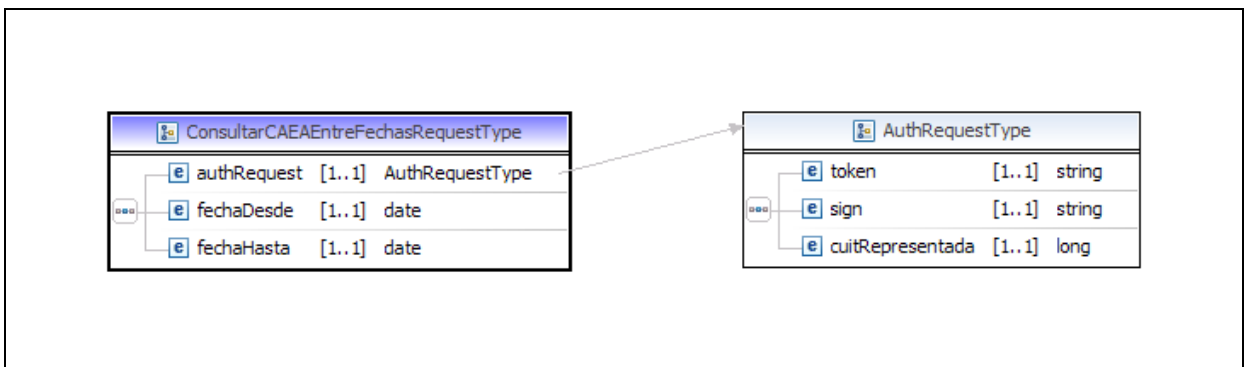 ConsultarCAEAEntreFechasRequestType
e authRequest [1..1] AuthRequestType
e fechaDesde [1..1] date
e fechaHasta [1..1] date
AuthRequestType
e token [1..1] string
e sign [1..1] string
e cuitRepresentada [1..1] long